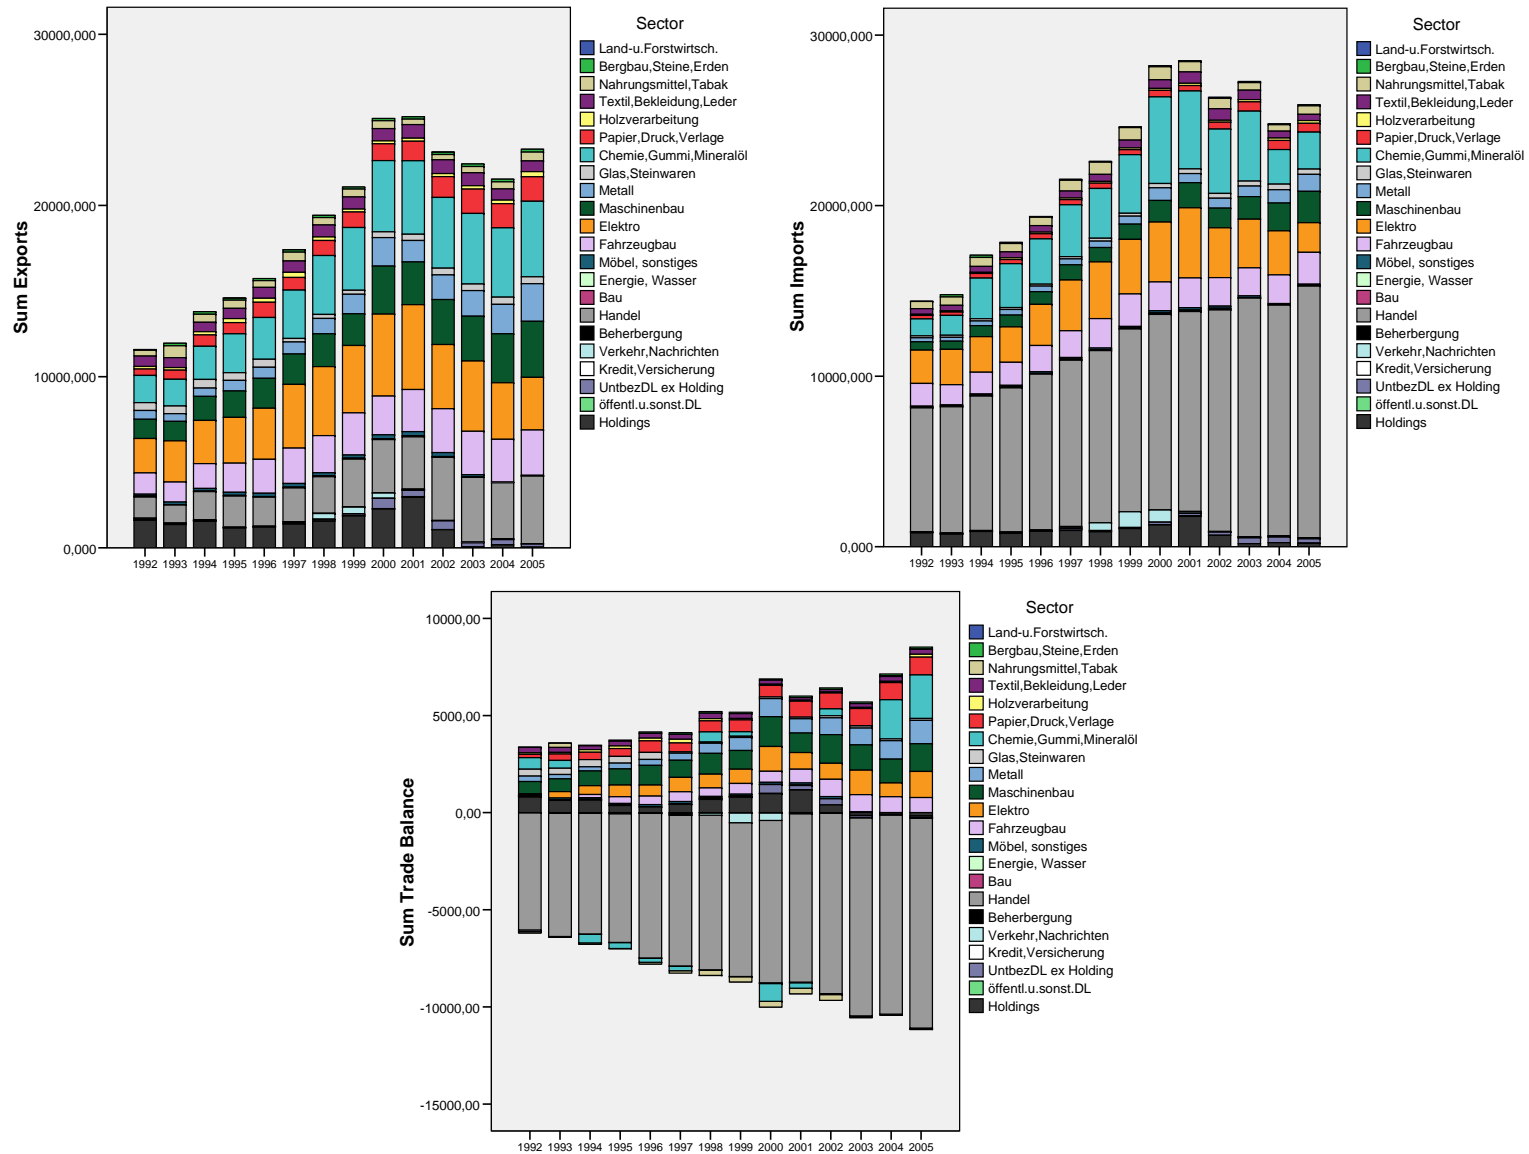 Sum Exports
30000,000
20000,000
10000,000
0,000
1992 1993 1994 1995 1996 1997 1998 1999 2000 2001 2002 2003 2004 2005
Sector
Land-u.Forstwirtsch.
Bergbau,Steine,Erden
Nahrungsmittel,Tabak
Textil,Bekleidung,Leder
Holzverarbeitung
Papier,Druck,Verlage
Chemie,Gummi,Mineralöl
Glas,Steinwaren
Metall
Maschinenbau
Elektro
Fahrzeugbau
Möbel, sonstiges
Energie, Wasser
Bau
Handel
Beherbergung
Verkehr,Nachrichten
Kredit,Versicherung
UntbezDL ex Holding
öffentl.u.sonst.DL
Holdings
Sum Imports
30000,000
20000,000
10000,000
0,000
1992 1993 1994 1995 1996 1997 1998 1999 2000 2001 2002 2003 2004 2005
Sector
Land-u.Forstwirtsch.
Bergbau,Steine,Erden
Nahrungsmittel,Tabak
Textil,Bekleidung,Leder
Holzverarbeitung
Papier,Druck,Verlage
Chemie,Gummi,Mineralöl
Glas,Steinwaren
Metall
Maschinenbau
Elektro
Fahrzeugbau
Möbel, sonstiges
Energie, Wasser
Bau
Handel
Beherbergung
Verkehr,Nachrichten
Kredit,Versicherung
UntbezDL ex Holding
öffentl.u.sonst.DL
Holdings
Sum Trade Balance
10000,00
5000,00
0,00
-5000,00
-10000,00
-15000,00
1992 1993 1994 1995 1996 1997 1998 1999 2000 2001 2002 2003 2004 2005
Sector
Land-u.Forstwirtsch.
Bergbau,Steine,Erden
Nahrungsmittel,Tabak
Textil,Bekleidung,Leder
Holzverarbeitung
Papier,Druck,Verlage
Chemie,Gummi,Mineralöl
Glas,Steinwaren
Metall
Maschinenbau
Elektro
Fahrzeugbau
Möbel, sonstiges
Energie, Wasser
Bau
Handel
Beherbergung
Verkehr,Nachrichten
Kredit,Versicherung
UntbezDL ex Holding
öffentl.u.sonst.DL
Holdings